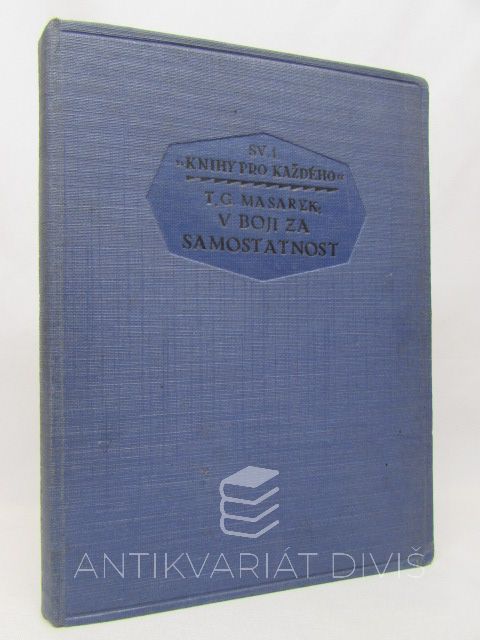 SV. I.
„KNIHY PRO KAŽDÉHO“
T. G. MASARYK:
V BOJI ZA
SAMOSTATNOST
ANTIKVARIÁT DIVIŠ